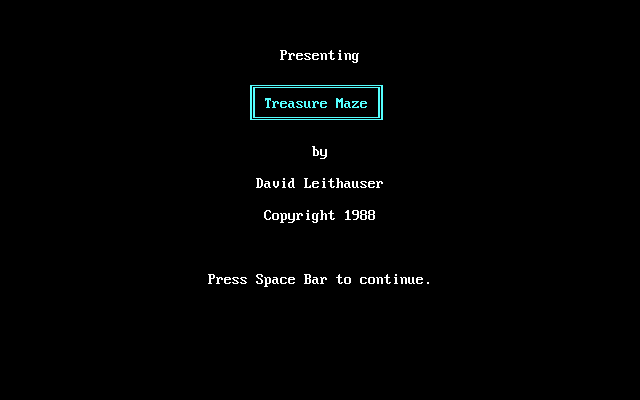 Presenting
Treasure Maze
by
David Leithauser
Copyright 1988
Press Space Bar to continue.